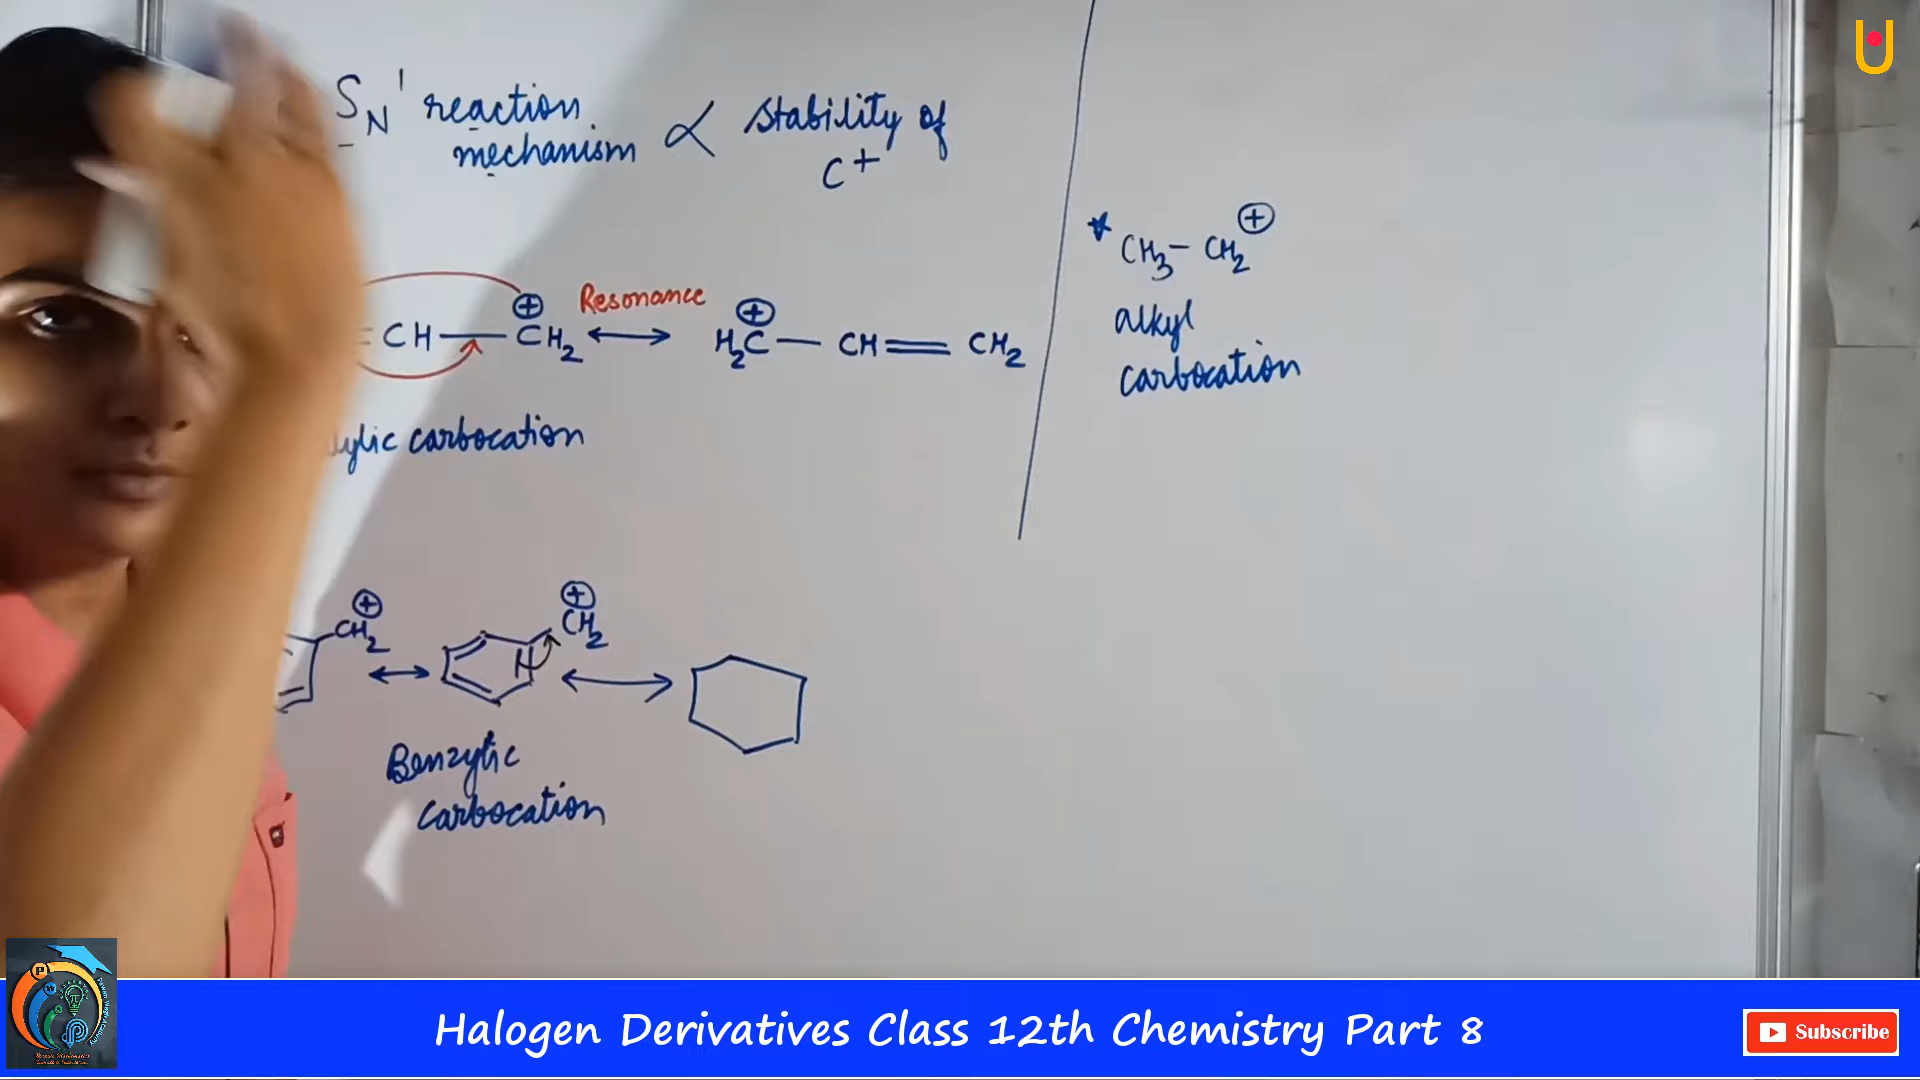 SN1 reaction
mechanism ∝ stability of
C+
= CH — CH2 ⊕ Resonance ⟷ H2C ⊕ — CH = CH2
lylic carbocation
* CH3 — CH2 ⊕
alkyl
carbocation
CH2 ⊕ ⟷ CH2 ⊕ H ⟷
Benzylic
carbocation
Halogen Derivatives Class 12th Chemistry Part 8
Subscribe